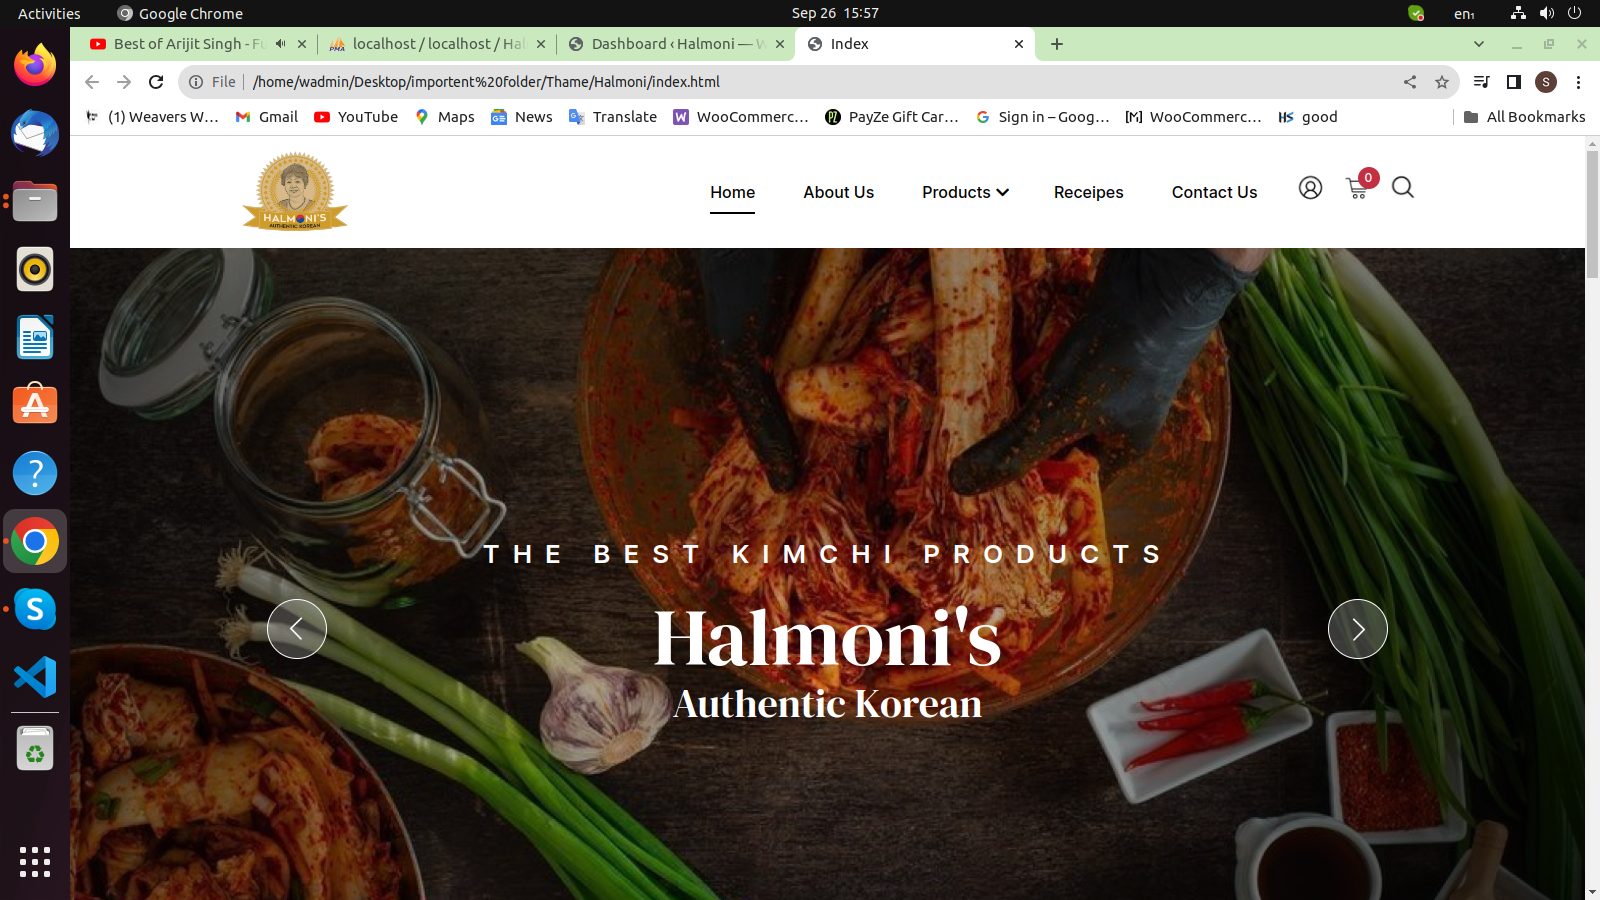 Activities
Google Chrome
Sep 26 15:57
en₁
Best of Arijit Singh - Fu
localhost / localhost / Hal
Dashboard ‹ Halmoni — W
Index
File
/home/wadmin/Desktop/importent%20folder/Thame/Halmoni/index.html
S
(1) Weavers W...
Gmail
YouTube
Maps
News
Translate
WooCommerc...
PayZe Gift Car...
Sign in – Goog...
WooCommerc...
good
All Bookmarks
HALMONI'S
AUTHENTIC KOREAN
Home
About Us
Products
Receipes
Contact Us
0
THE BEST KIMCHI PRODUCTS
Halmoni's
Authentic Korean